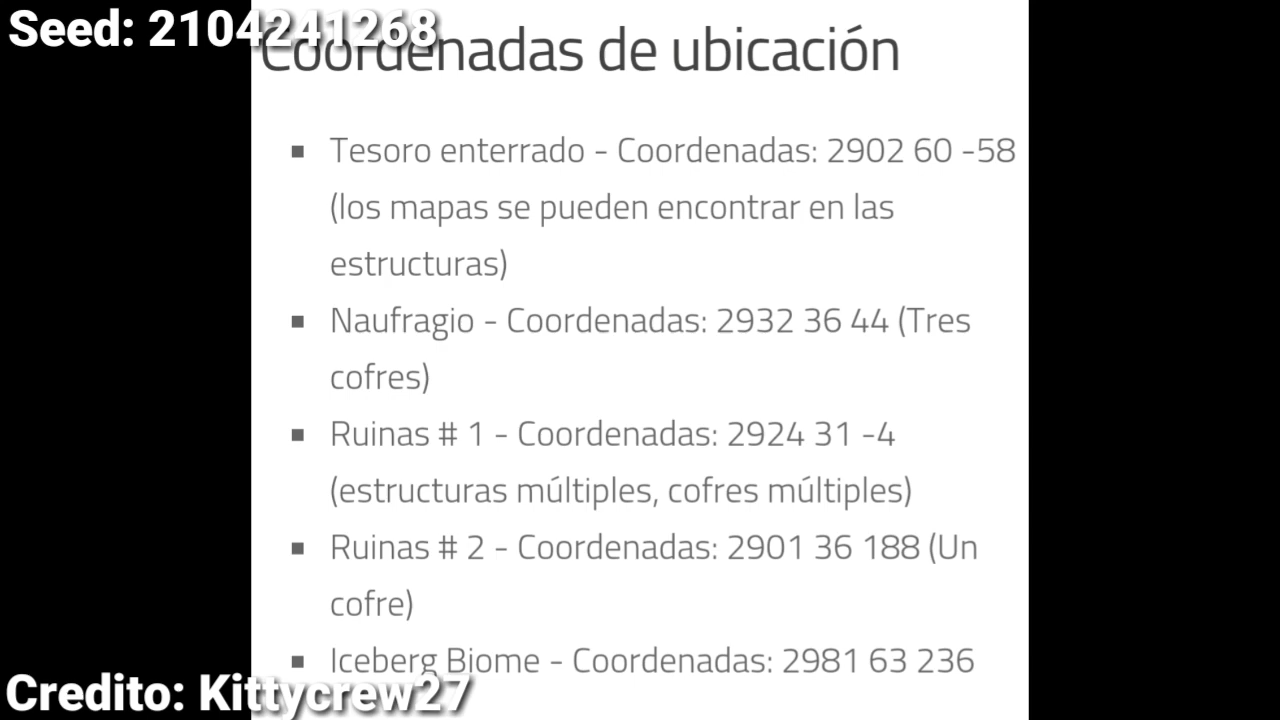 Seed: 2104241268
Coordenadas de ubicación
▪ Tesoro enterrado - Coordenadas: 2902 60 -58
(los mapas se pueden encontrar en las
estructuras)
▪ Naufragio - Coordenadas: 2932 36 44 (Tres
cofres)
▪ Ruinas # 1 - Coordenadas: 2924 31 -4
(estructuras múltiples, cofres múltiples)
▪ Ruinas # 2 - Coordenadas: 2901 36 188 (Un
cofre)
▪ Iceberg Biome - Coordenadas: 2981 63 236
Credito: Kittycrew27